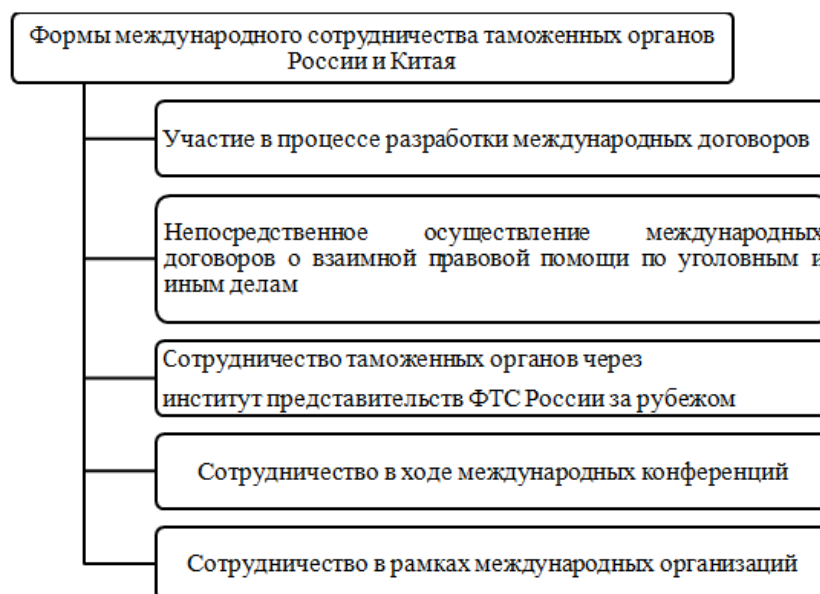 Формы международного сотрудничества таможенных органов
России и Китая
Участие в процессе разработки международных договоров
Непосредственное осуществление международных
договоров о взаимной правовой помощи по уголовным и
иным делам
Сотрудничество таможенных органов через
институт представительств ФТС России за рубежом
Сотрудничество в ходе международных конференций
Сотрудничество в рамках международных организаций